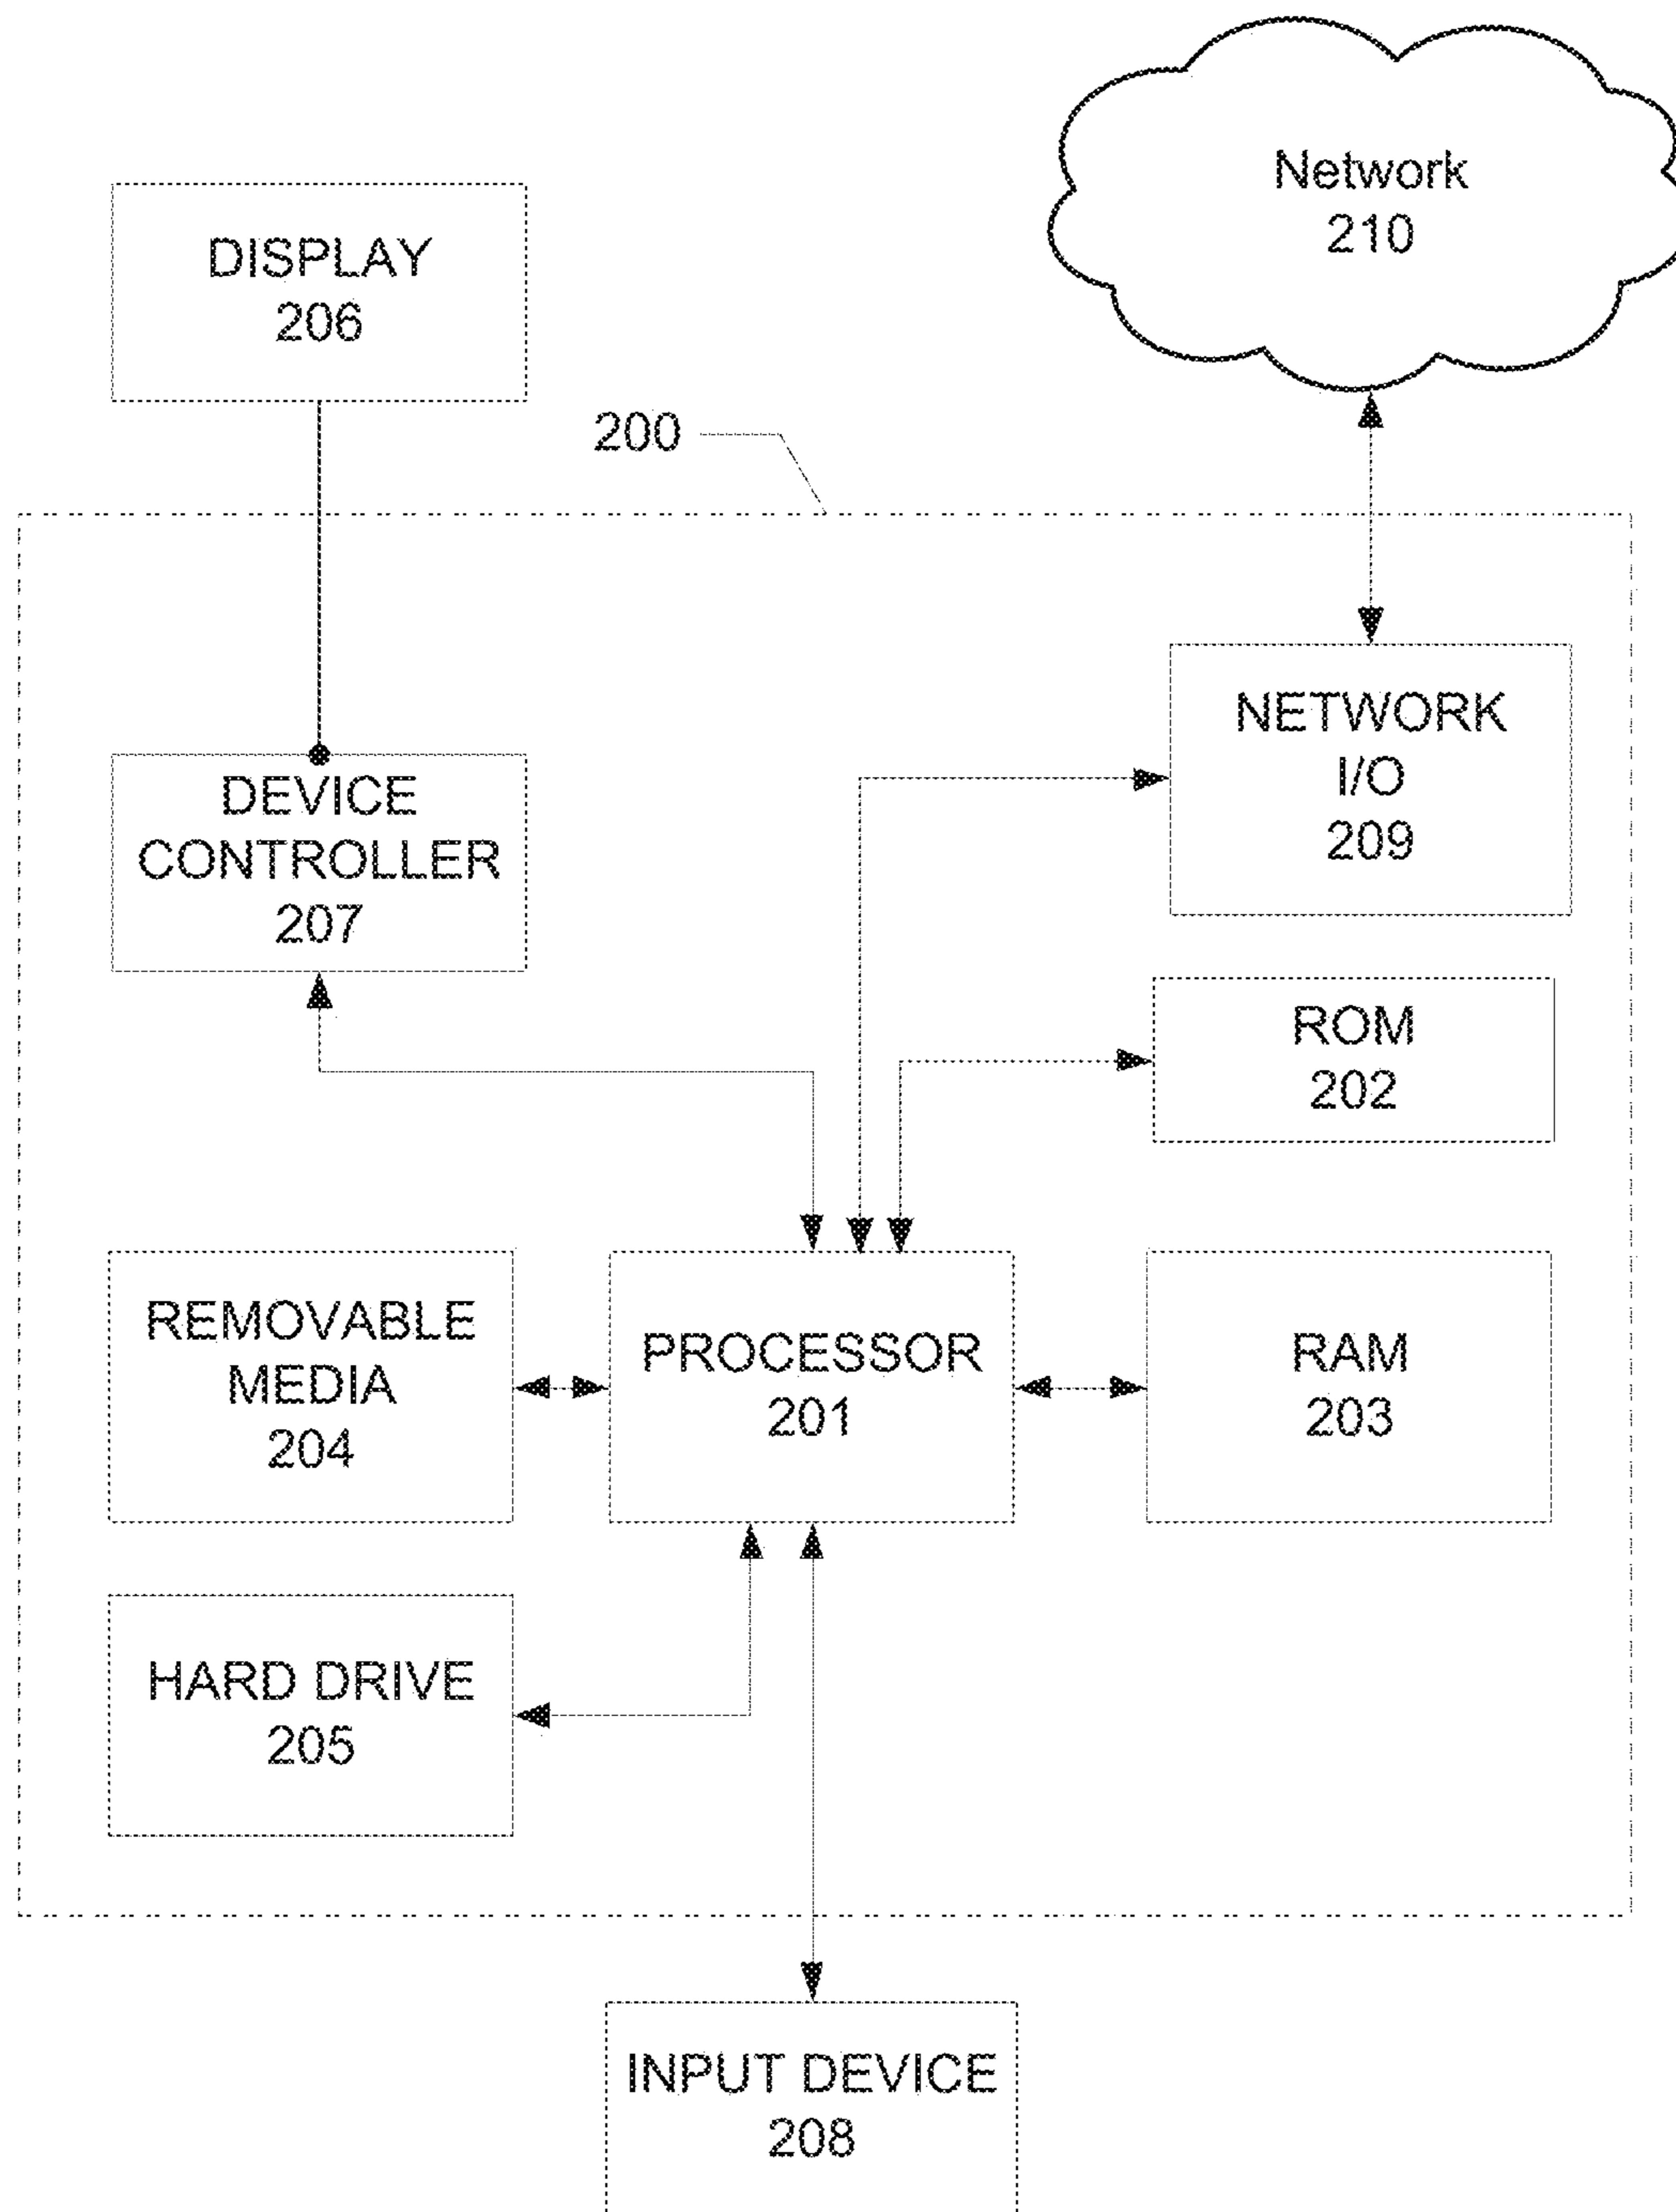 Network
210
DISPLAY
206
200
NETWORK
I/O
209
DEVICE
CONTROLLER
207
ROM
202
REMOVABLE
MEDIA
204
PROCESSOR
201
RAM
203
HARD DRIVE
205
INPUT DEVICE
208